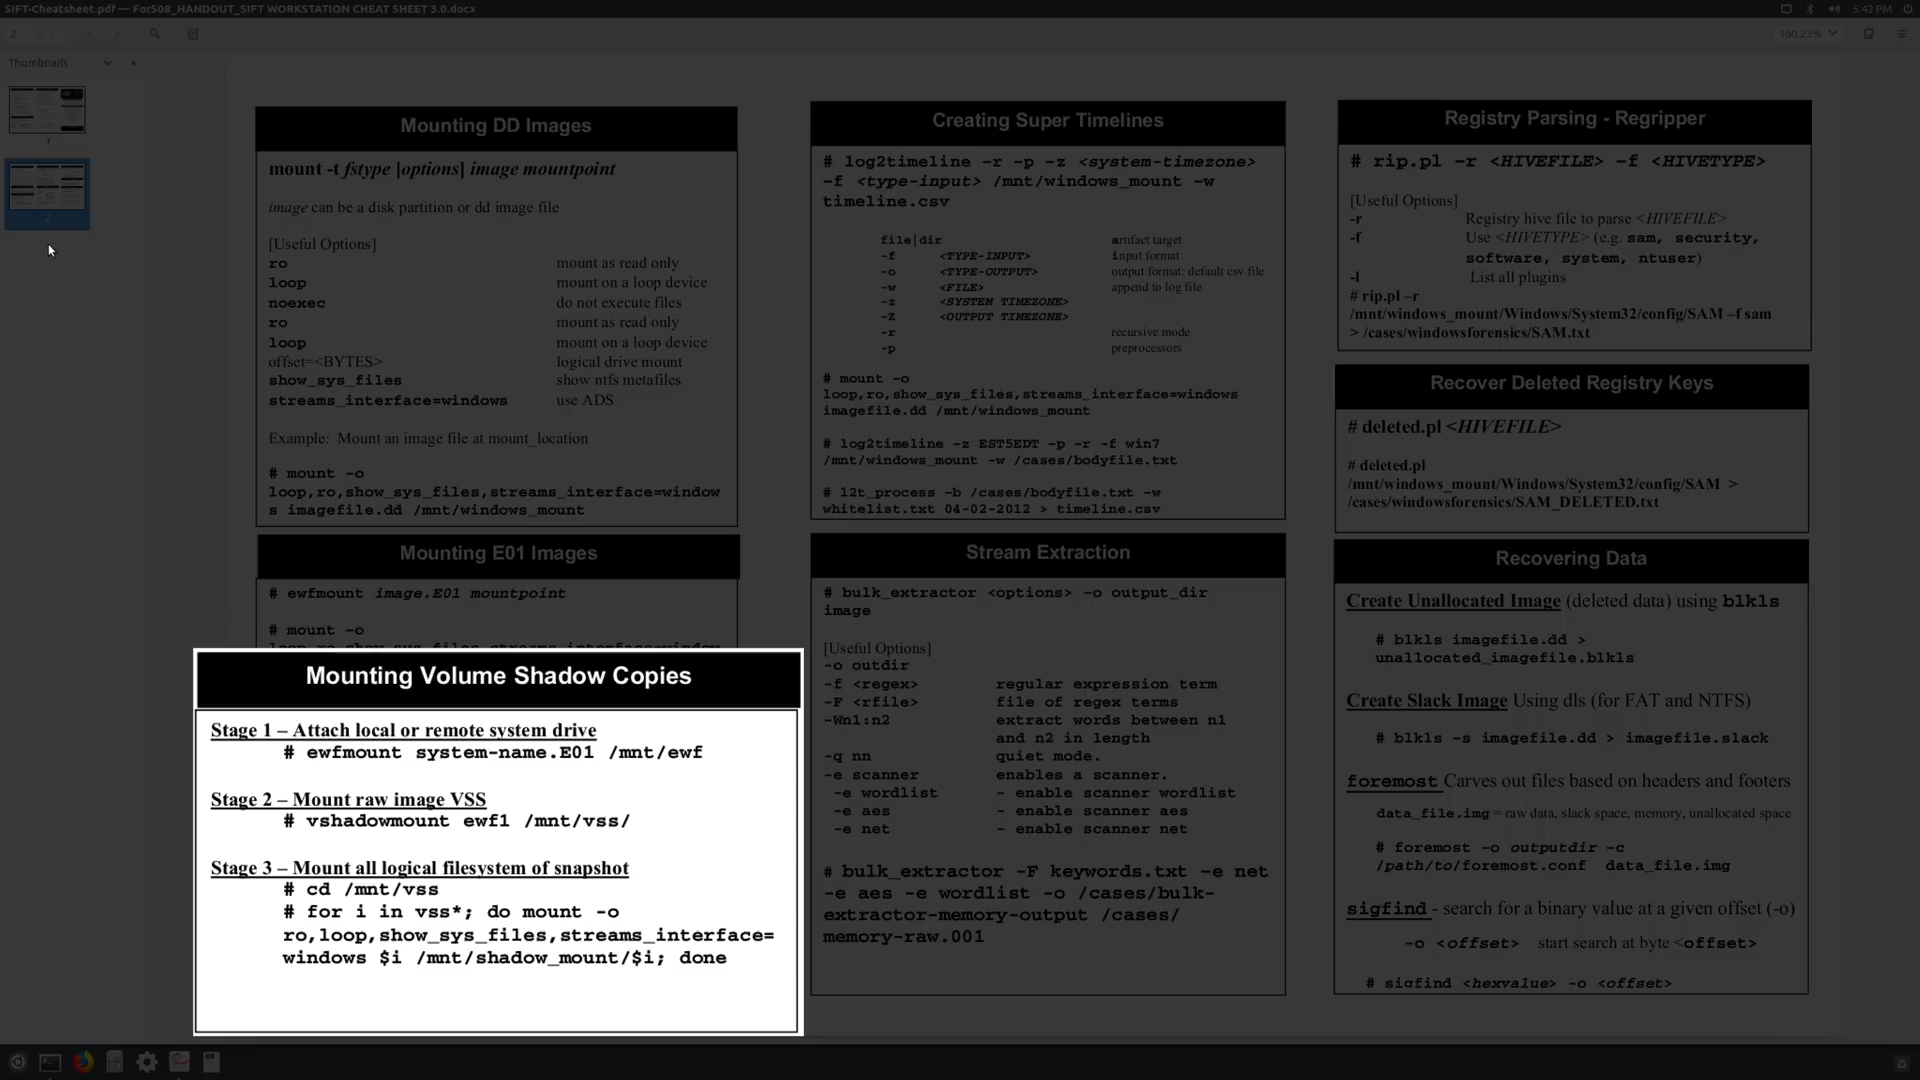 SIFT-Cheatsheet.pdf — For508_HANDOUT_SIFT WORKSTATION CHEAT SHEET 3.0.docx
5:42 PM
2
160.23%
Thumbnails
1
2
Mounting DD Images
mount -t fstype [options] image mountpoint
image can be a disk partition or dd image file
[Useful Options]
ro mount as read only
loop mount on a loop device
noexec do not execute files
ro mount as read only
loop mount on a loop device
offset=<BYTES> logical drive mount
show_sys_files show ntfs metafiles
streams_interface=windows use ADS
Example: Mount an image file at mount_location
# mount -o
loop,ro,show_sys_files,streams_interface=window
s imagefile.dd /mnt/windows_mount
Mounting E01 Images
# ewfmount image.E01 mountpoint
# mount -o
loop,ro,show_sys_files,streams_interface=window
Mounting Volume Shadow Copies
Stage 1 – Attach local or remote system drive
# ewfmount system-name.E01 /mnt/ewf
Stage 2 – Mount raw image VSS
# vshadowmount ewf1 /mnt/vss/
Stage 3 – Mount all logical filesystem of snapshot
# cd /mnt/vss
# for i in vss*; do mount -o
ro,loop,show_sys_files,streams_interface=
windows $i /mnt/shadow_mount/$i; done
Creating Super Timelines
# log2timeline -r -p -z <system-timezone>
-f <type-input> /mnt/windows_mount -w
timeline.csv
file|dir artifact target
-f <TYPE-INPUT> input format
-o <TYPE-OUTPUT> output format: default csv file
-w <FILE> append to log file
-z <SYSTEM TIMEZONE>
-Z <OUTPUT TIMEZONE>
-r recursive mode
-p preprocessors
# mount -o
loop,ro,show_sys_files,streams_interface=windows
imagefile.dd /mnt/windows_mount
# log2timeline -z EST5EDT -p -r -f win7
/mnt/windows_mount -w /cases/bodyfile.txt
# l2t_process -b /cases/bodyfile.txt -w
whitelist.txt 04-02-2012 > timeline.csv
Stream Extraction
# bulk_extractor <options> -o output_dir
image
[Useful Options]
-o outdir
-f <regex> regular expression term
-F <rfile> file of regex terms
-Wn1:n2 extract words between n1
and n2 in length
-q nn quiet mode.
-e scanner enables a scanner.
-e wordlist - enable scanner wordlist
-e aes - enable scanner aes
-e net - enable scanner net
# bulk_extractor -F keywords.txt -e net
-e aes -e wordlist -o /cases/bulk-
extractor-memory-output /cases/
memory-raw.001
Registry Parsing - Regripper
# rip.pl -r <HIVEFILE> -f <HIVETYPE>
[Useful Options]
-r Registry hive file to parse <HIVEFILE>
-f Use <HIVETYPE> (e.g. sam, security,
software, system, ntuser)
-l List all plugins
# rip.pl –r
/mnt/windows_mount/Windows/System32/config/SAM –f sam
> /cases/windowsforensics/SAM.txt
Recover Deleted Registry Keys
# deleted.pl <HIVEFILE>
# deleted.pl
/mnt/windows_mount/Windows/System32/config/SAM >
/cases/windowsforensics/SAM_DELETED.txt
Recovering Data
Create Unallocated Image (deleted data) using blkls
# blkls imagefile.dd >
unallocated_imagefile.blkls
Create Slack Image Using dls (for FAT and NTFS)
# blkls -s imagefile.dd > imagefile.slack
foremost Carves out files based on headers and footers
data_file.img = raw data, slack space, memory, unallocated space
# foremost -o outputdir -c
/path/to/foremost.conf data_file.img
sigfind - search for a binary value at a given offset (-o)
-o <offset> start search at byte <offset>
# sigfind <hexvalue> -o <offset>